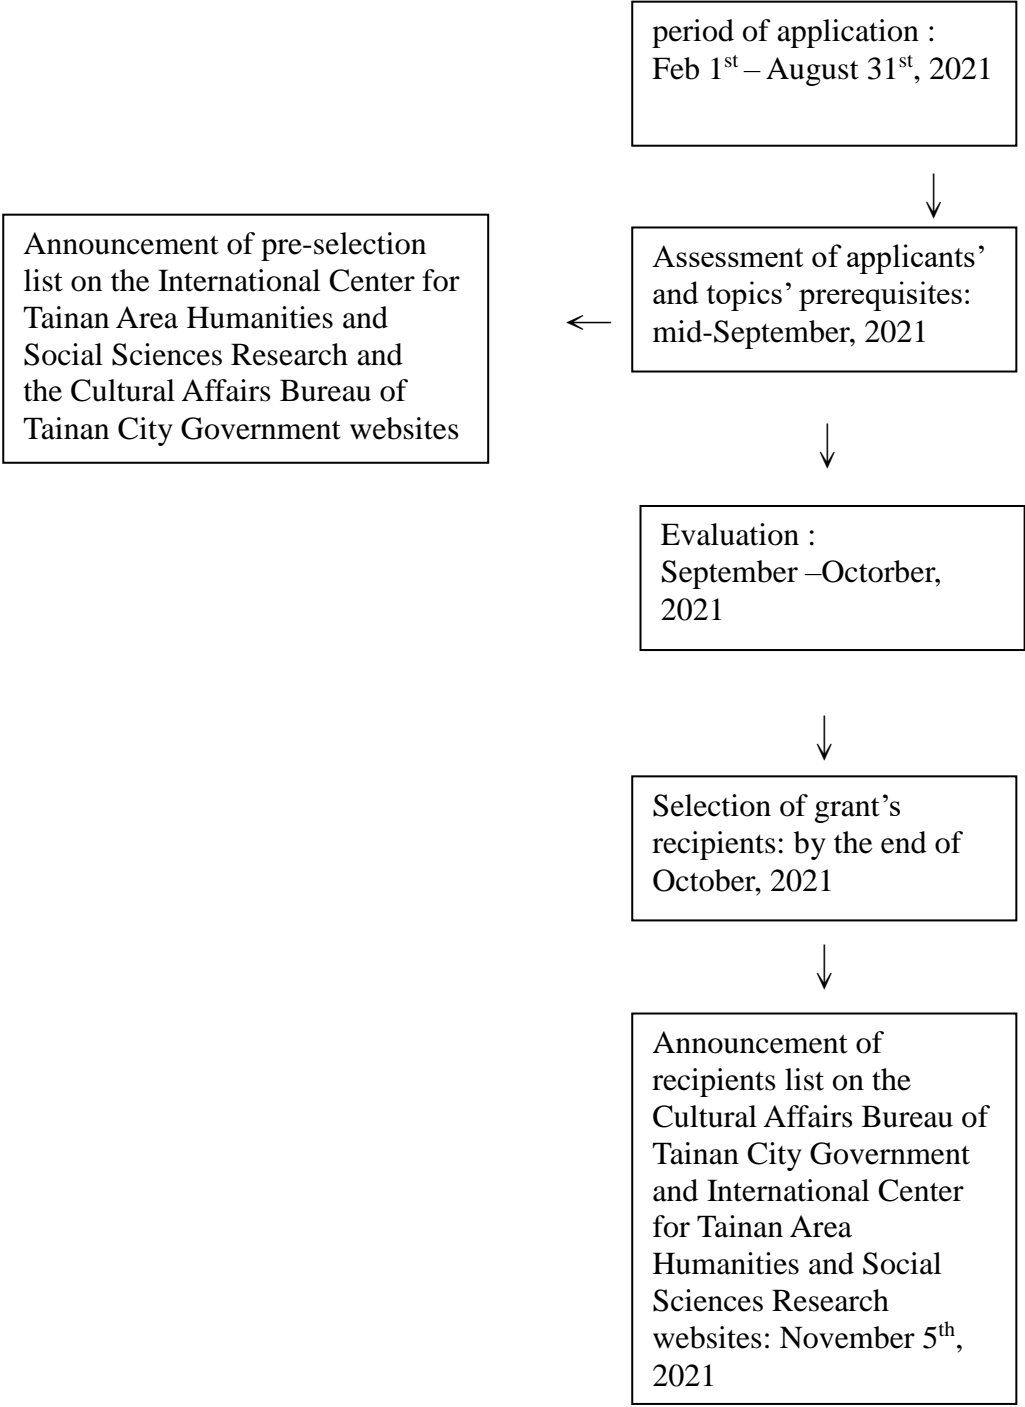 period of application :
Feb 1st – August 31st, 2021
Announcement of pre-selection
list on the International Center for
Tainan Area Humanities and
Social Sciences Research and
the Cultural Affairs Bureau of
Tainan City Government websites
Assessment of applicants’
and topics’ prerequisites:
mid-September, 2021
Evaluation :
September –Octorber,
2021
Selection of grant’s
recipients: by the end of
October, 2021
Announcement of
recipients list on the
Cultural Affairs Bureau of
Tainan City Government
and International Center
for Tainan Area
Humanities and Social
Sciences Research
websites: November 5th,
2021